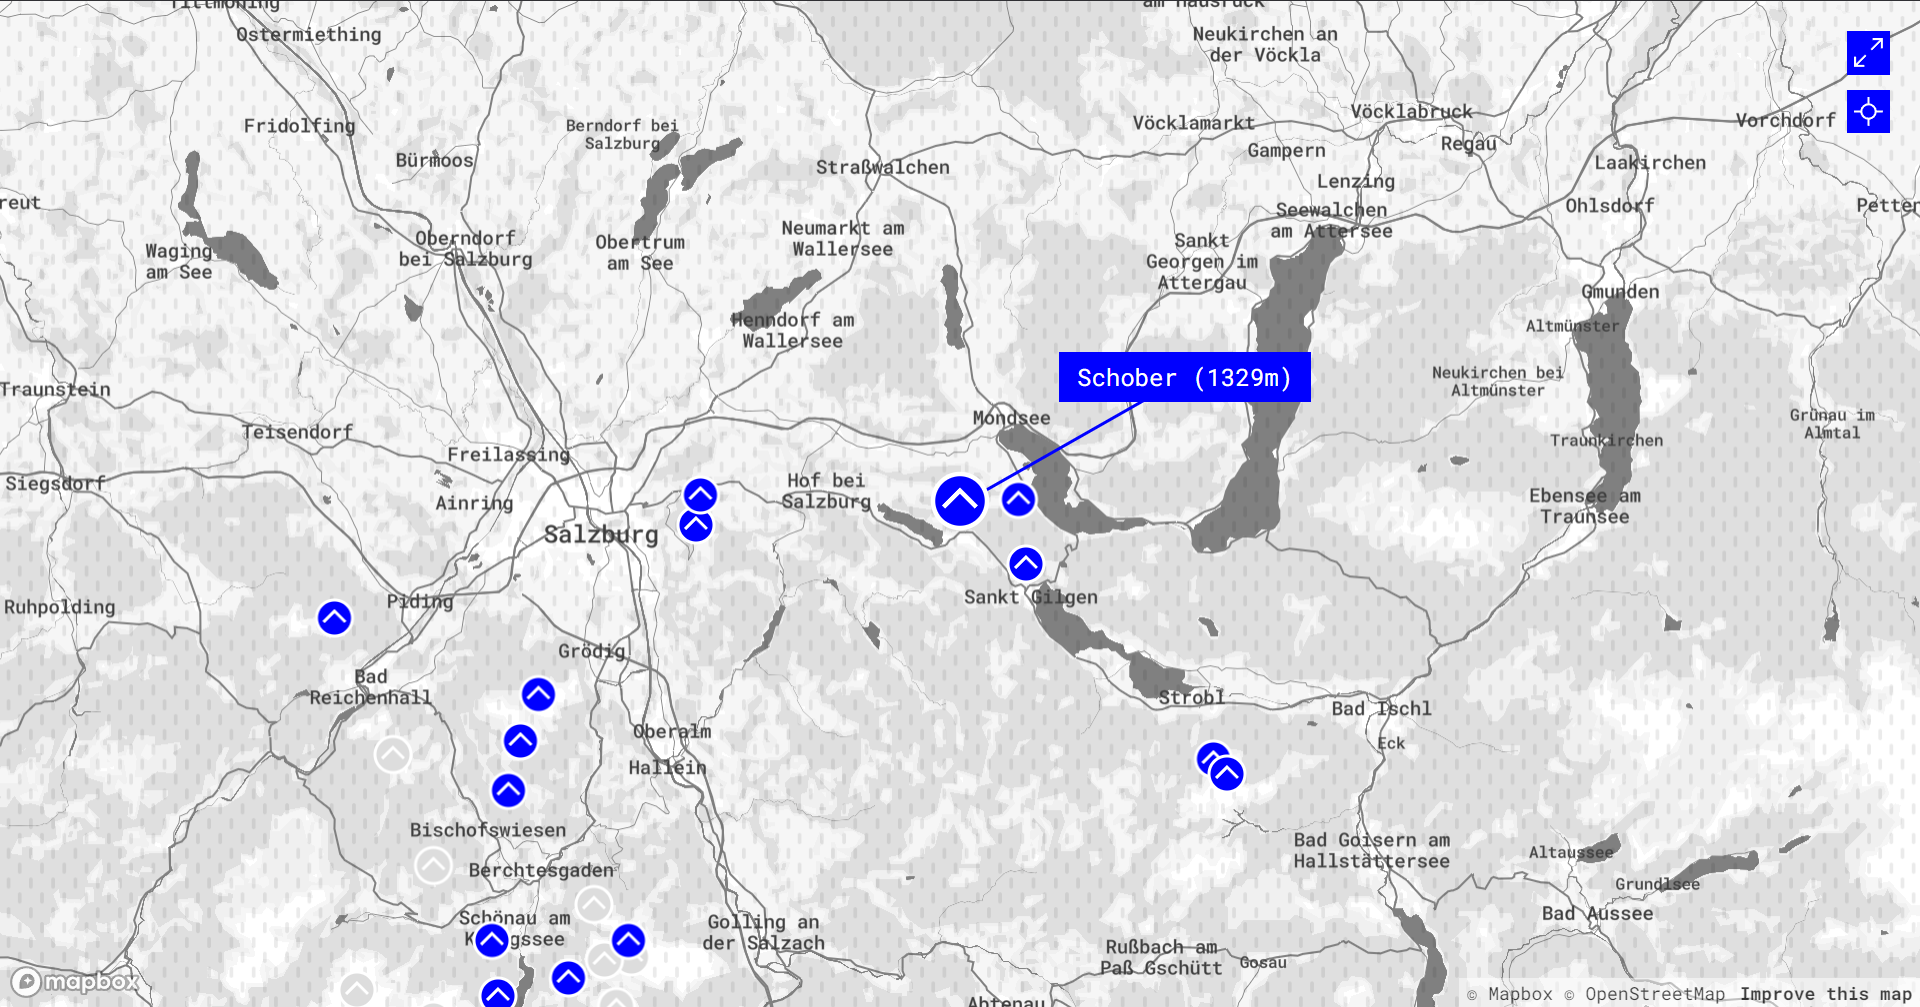 Tittmoning
am Hausruck
Ostermiething
Neukirchen an
der Vöckla
Fridolfing
Berndorf bei
Salzburg
Bürmoos
Straßwalchen
Vöcklamarkt
Vöcklabruck
Vorchdorf
Gampern
Regau
Laakirchen
Lenzing
reut
Ohlsdorf
Petten
Seewalchen
am Attersee
Waging
am See
Oberndorf
bei Salzburg
Obertrum
am See
Neumarkt am
Wallersee
Sankt
Georgen im
Attergau
Gmunden
Henndorf am
Wallersee
Altmünster
Schober (1329m)
Neukirchen bei
Altmünster
Traunstein
Mondsee
Grünau im
Almtal
Teisendorf
Traunkirchen
Freilassing
Siegsdorf
Hof bei
Salzburg
Ainring
Ebensee am
Traunsee
Salzburg
Ruhpolding
Piding
Sankt Gilgen
Grödig
Bad
Reichenhall
Strobl
Bad Ischl
Oberalm
Eck
Hallein
Bischofswiesen
Bad Goisern am
Hallstättersee
Altaussee
Berchtesgaden
Grundlsee
Schönau am
Königssee
Golling an
der Salzach
Bad Aussee
Rußbach am
Paß Gschütt
Gosau
Abtenau
mapbox
© Mapbox © OpenStreetMap Improve this map